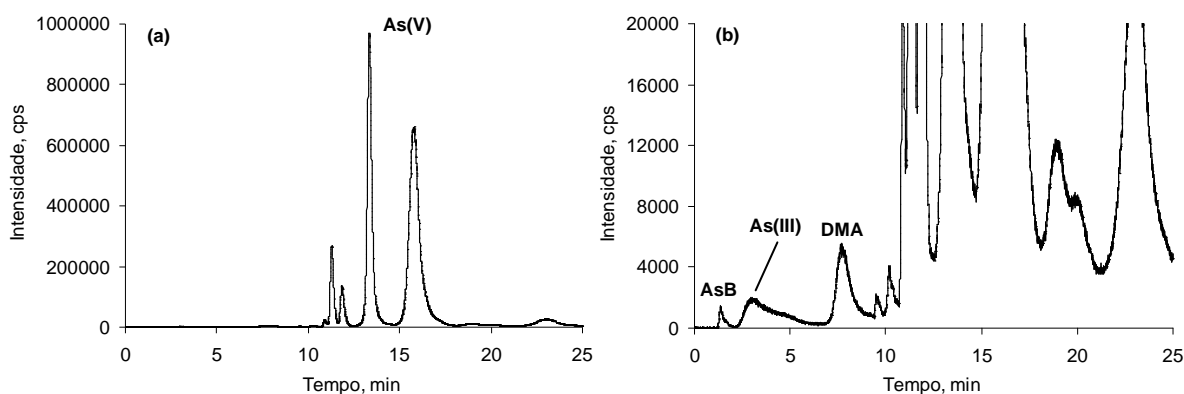 (a)
As(V)
Intensidade, cps
1000000
800000
600000
400000
200000
0
0 5 10 15 20 25
Tempo, min
(b)
AsB
As(III)
DMA
Intensidade, cps
20000
16000
12000
8000
4000
0
0 5 10 15 20 25
Tempo, min